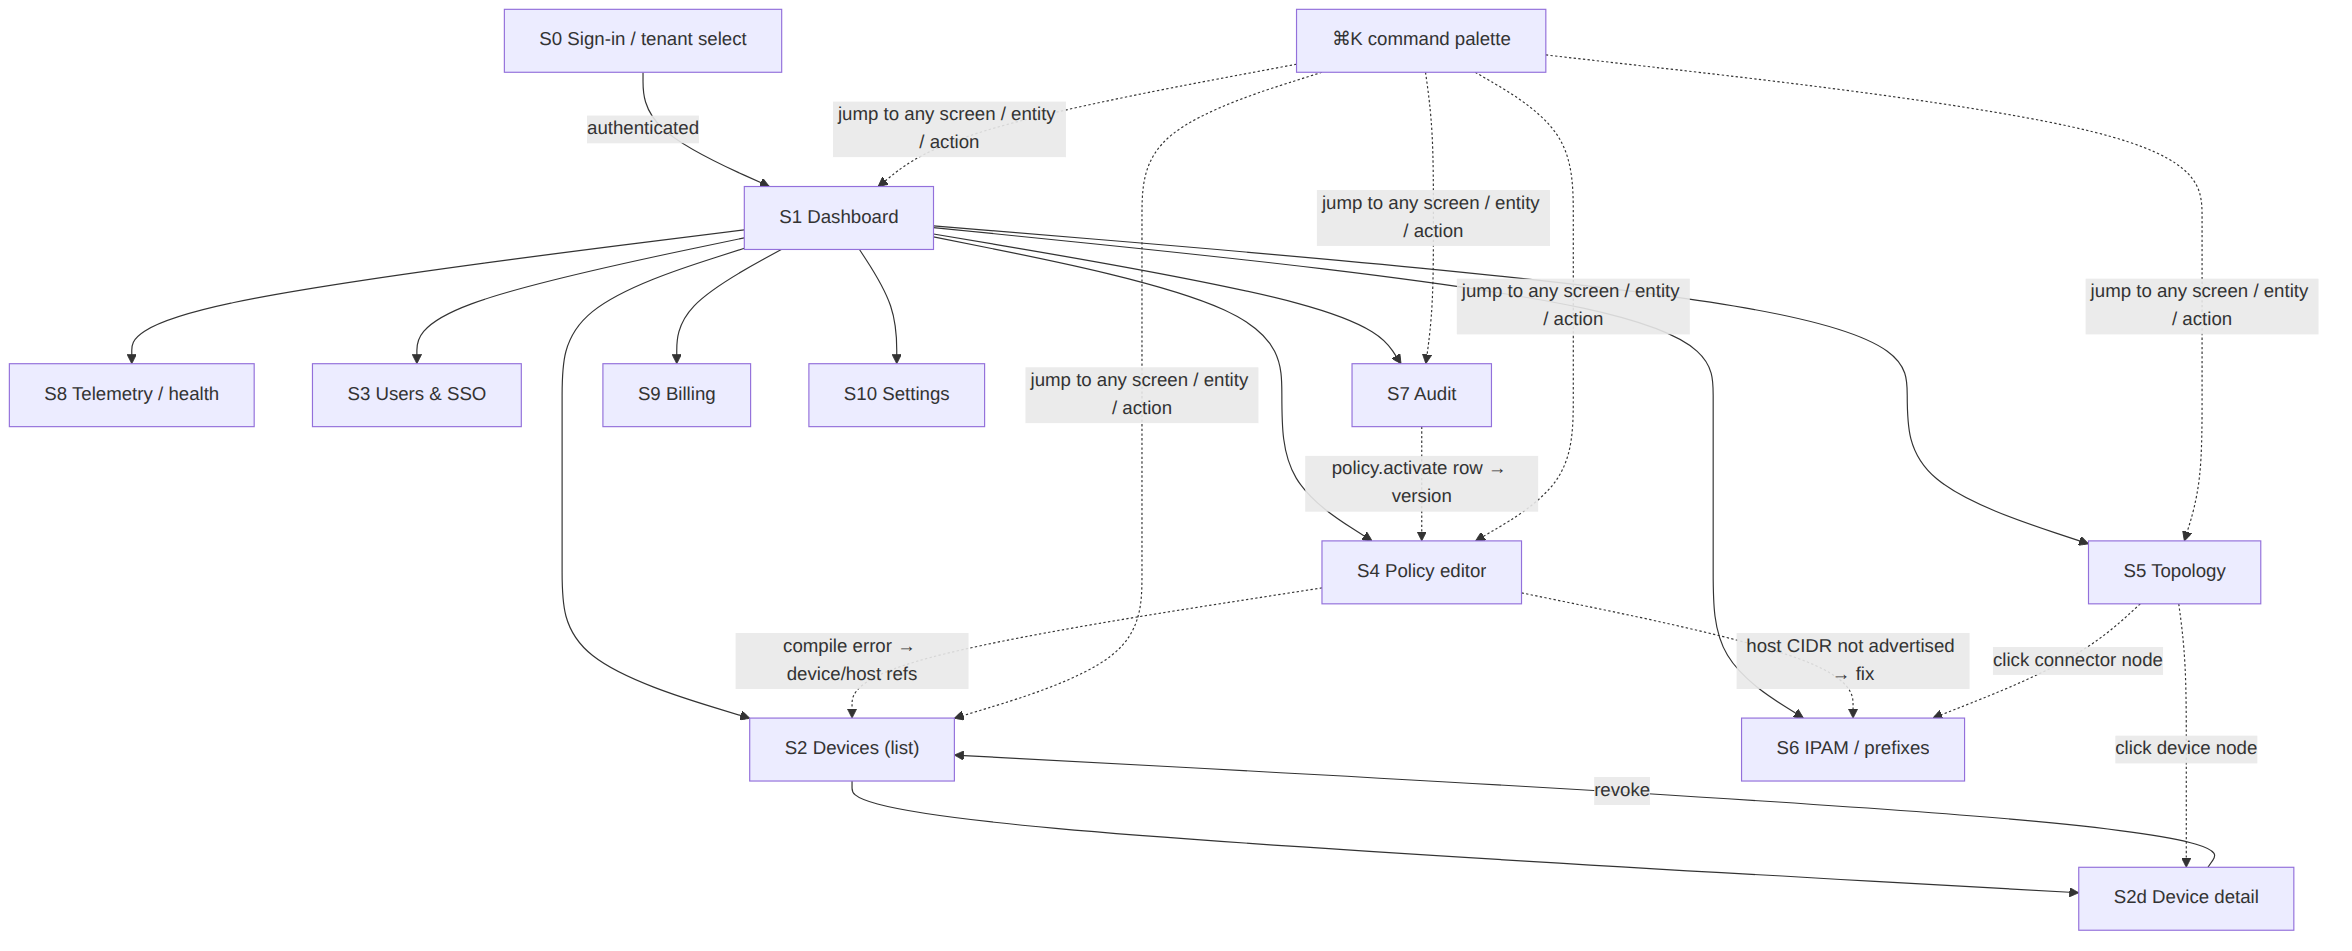 S0 Sign-in / tenant select
⌘K command palette
jump to any screen / entity
/ action
authenticated
S1 Dashboard
jump to any screen / entity
/ action
jump to any screen / entity
/ action
jump to any screen / entity
/ action
S8 Telemetry / health
S3 Users & SSO
S9 Billing
S10 Settings
jump to any screen / entity
/ action
S7 Audit
policy.activate row →
version
S4 Policy editor
S5 Topology
compile error →
device/host refs
host CIDR not advertised
→ fix
click connector node
S2 Devices (list)
S6 IPAM / prefixes
click device node
revoke
S2d Device detail